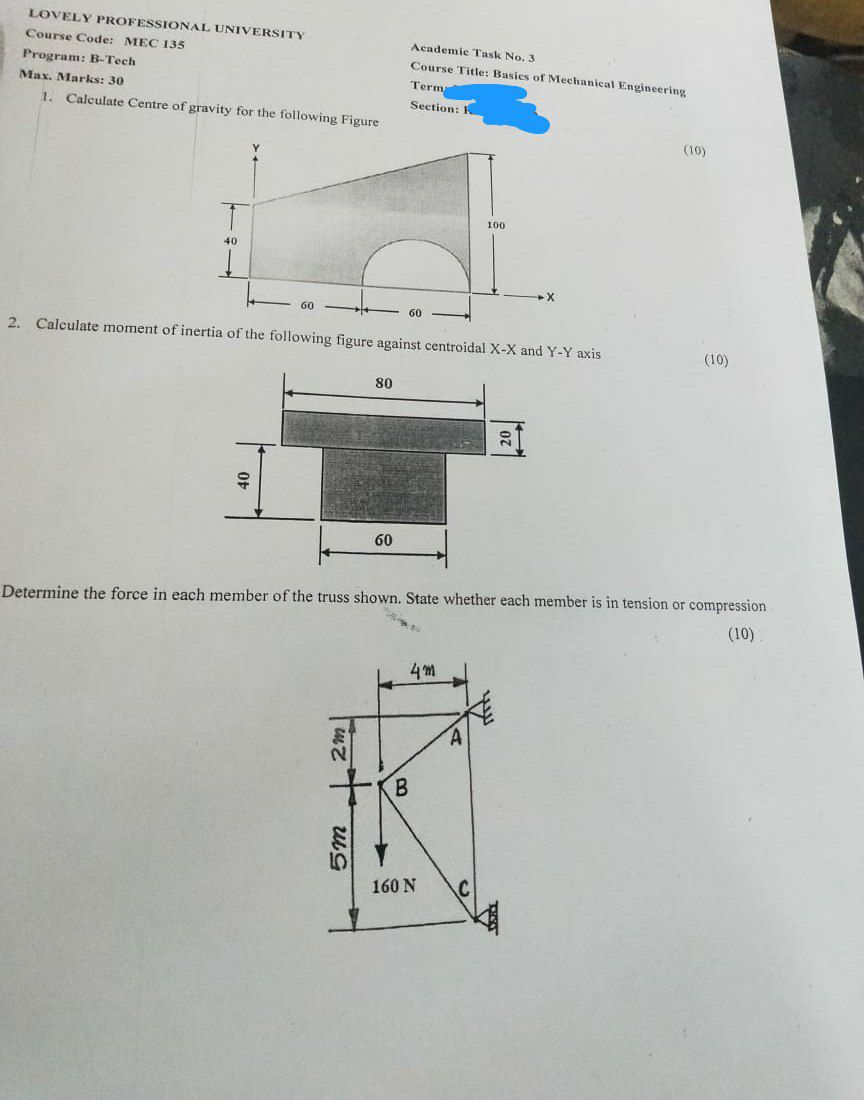 LOVELY PROFESSIONAL UNIVERSITY
Course Code: MEC 135
Program: B-Tech
Max. Marks: 30
Academic Task No. 3
Course Title: Basics of Mechanical Engineering
Term
Section:
1. Calculate Centre of gravity for the following Figure
(10)
Y
40
100
X
60
60
2. Calculate moment of inertia of the following figure against centroidal X-X and Y-Y axis
(10)
80
20
40
60
Determine the force in each member of the truss shown. State whether each member is in tension or compression
(10)
4m
2m
A
B
5m
160 N
C